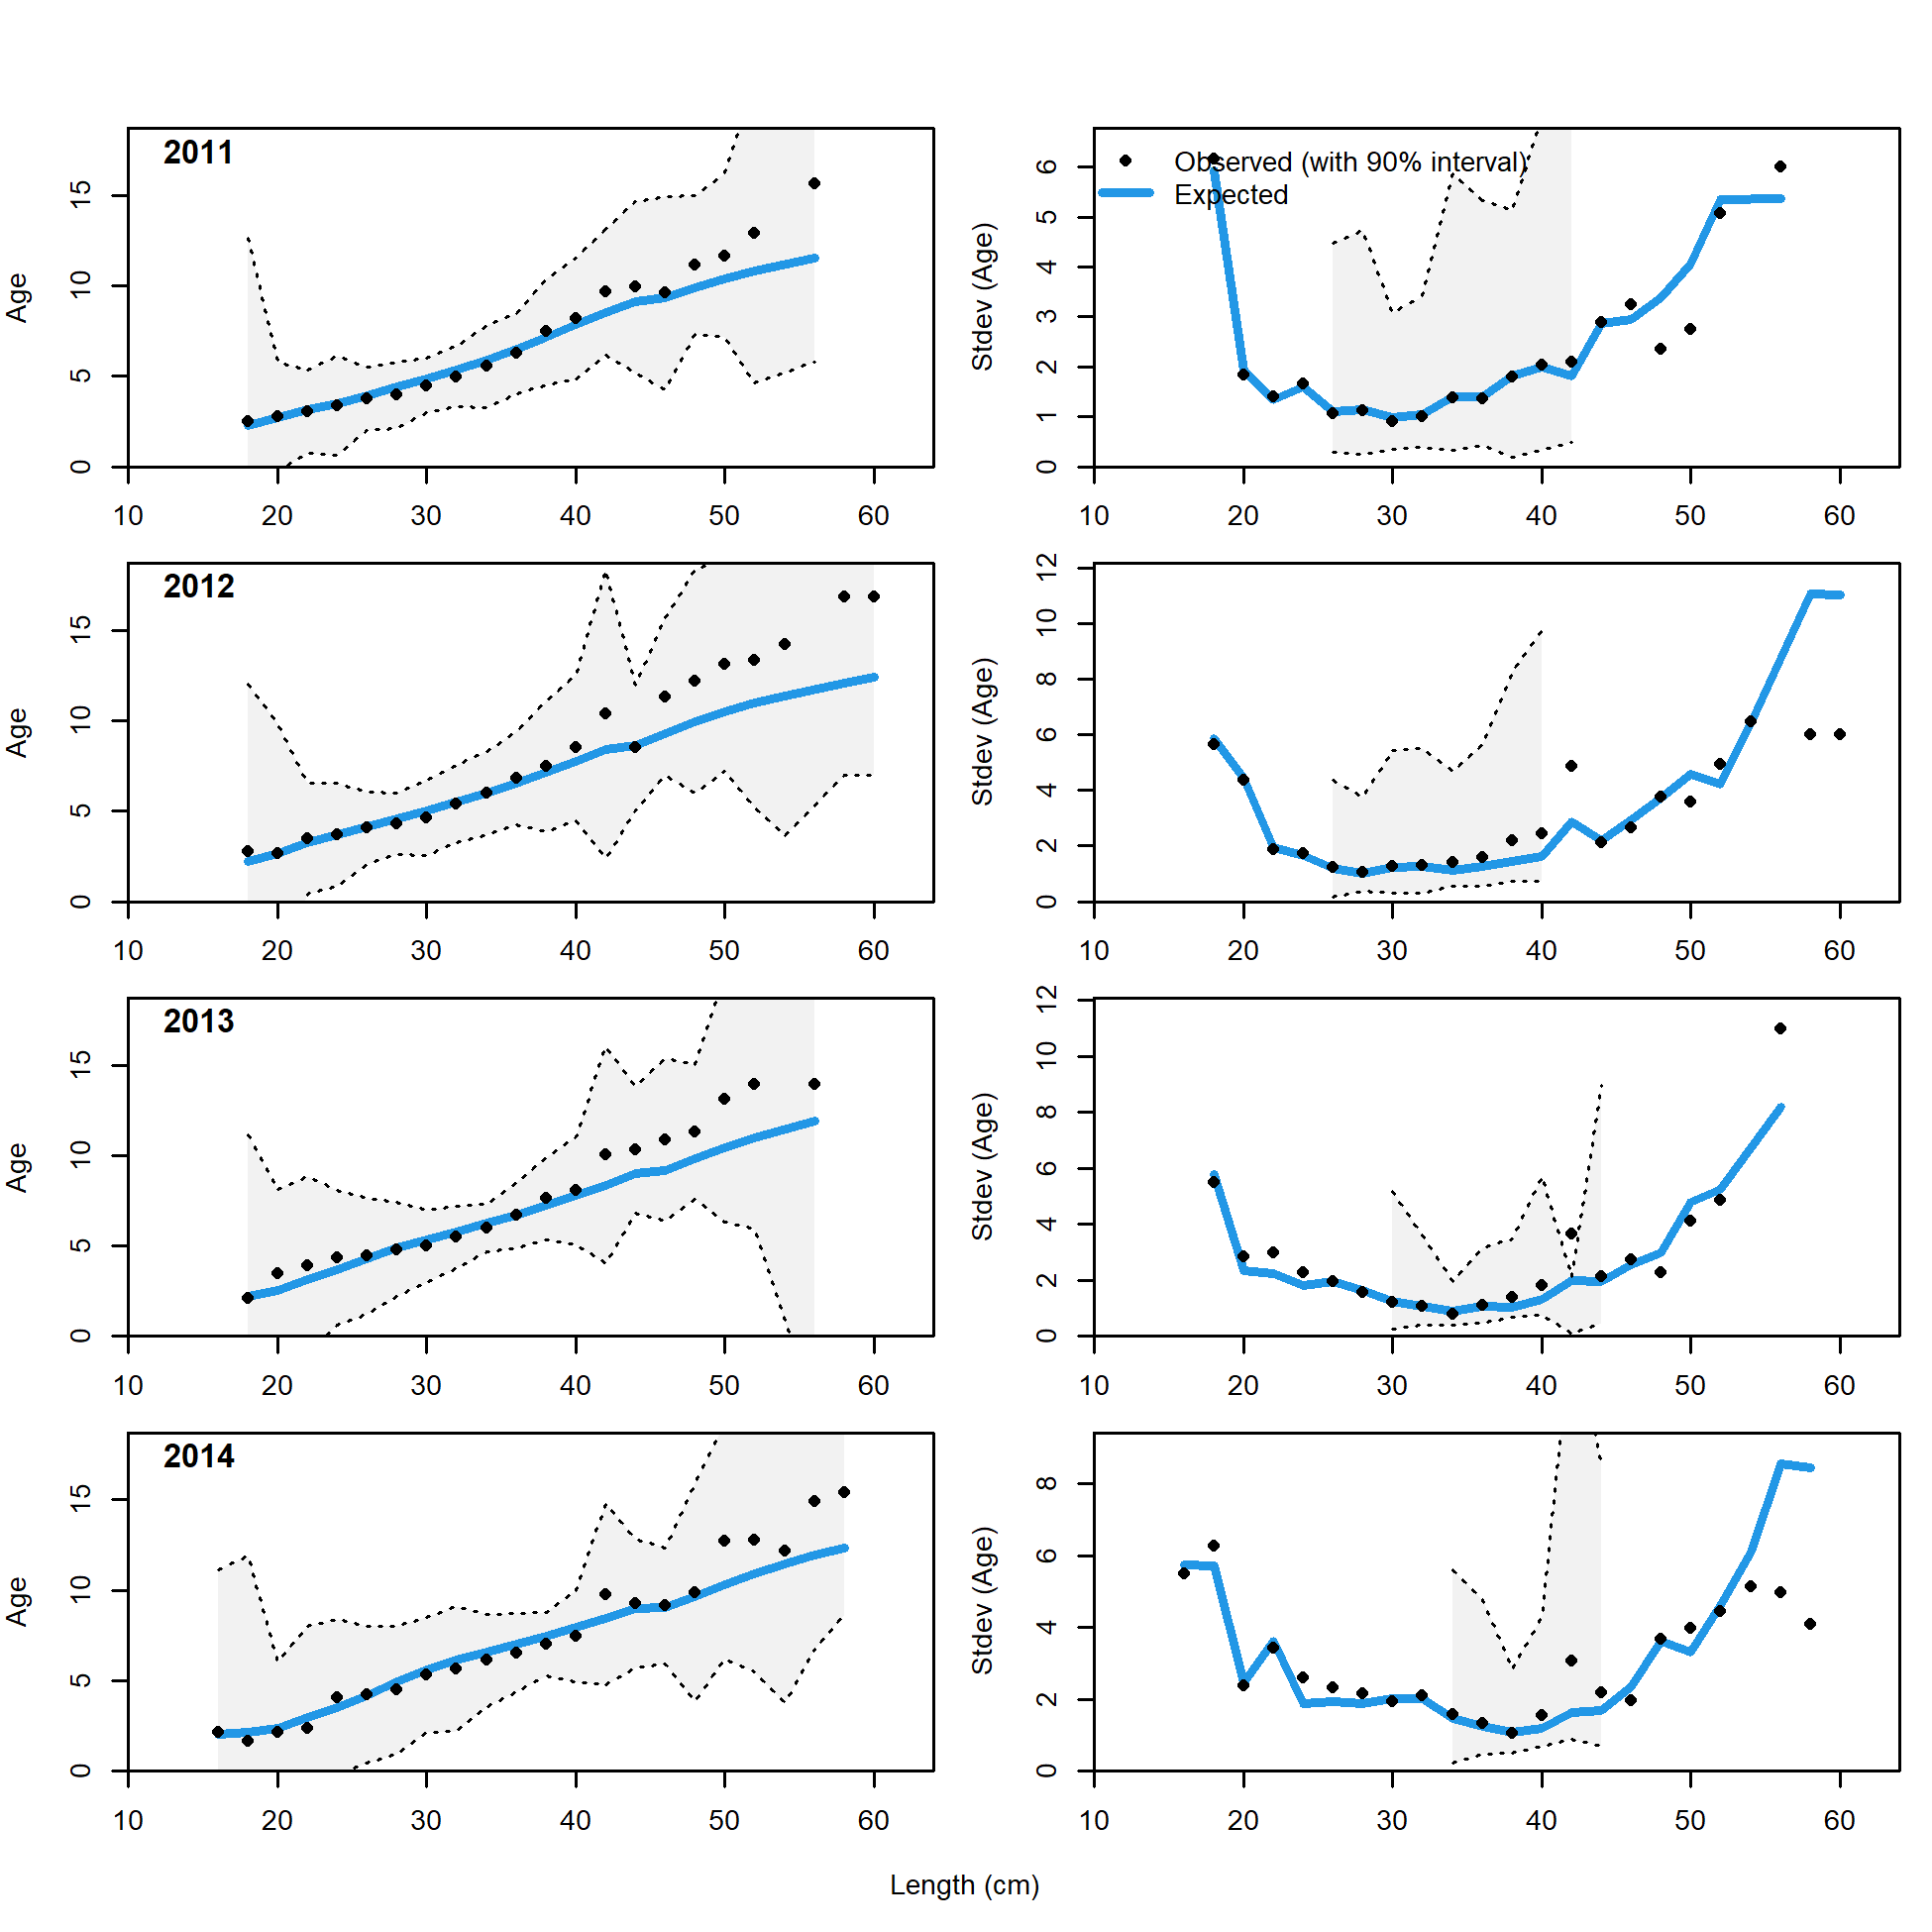 2011
Age
0 5 10 15
10 20 30 40 50 60
Observed (with 90% interval)
Expected
Stdev (Age)
0 1 2 3 4 5 6
10 20 30 40 50 60
2012
Age
0 5 10 15
10 20 30 40 50 60
Stdev (Age)
0 2 4 6 8 10 12
10 20 30 40 50 60
2013
Age
0 5 10 15
10 20 30 40 50 60
Stdev (Age)
0 2 4 6 8 10 12
10 20 30 40 50 60
2014
Age
0 5 10 15
10 20 30 40 50 60
Stdev (Age)
0 2 4 6 8
10 20 30 40 50 60
Length (cm)